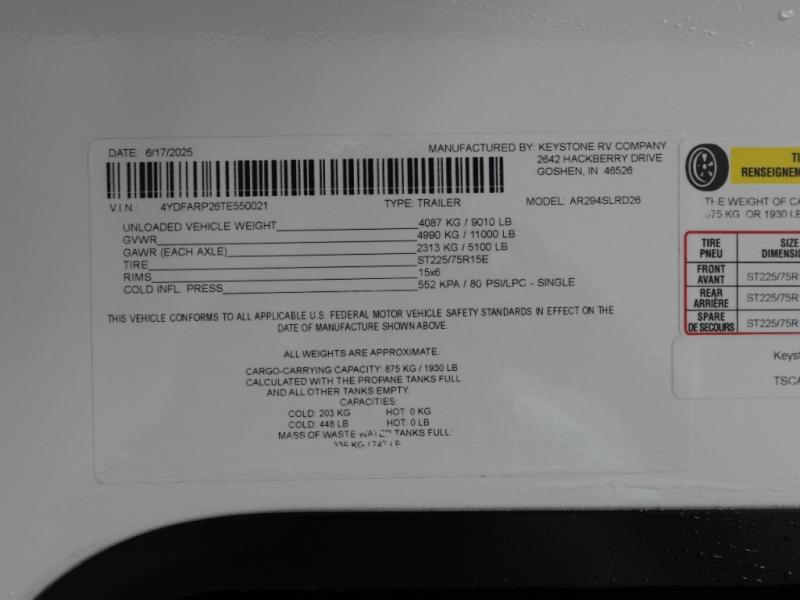 DATE: 6/17/2025
MANUFACTURED BY: KEYSTONE RV COMPANY
2642 HACKBERRY DRIVE
GOSHEN, IN 46526
V.I.N.: 4YDFARP26TE550021 TYPE: TRAILER MODEL: AR294SLRD26
UNLOADED VEHICLE WEIGHT 4087 KG / 9010 LB
GVWR 4990 KG / 11000 LB
GAWR (EACH AXLE) 2313 KG / 5100 LB
TIRE ST225/75R15E
RIMS 15x6
COLD INFL. PRESS 552 KPA / 80 PSI/LPC - SINGLE
THIS VEHICLE CONFORMS TO ALL APPLICABLE U.S. FEDERAL MOTOR VEHICLE SAFETY STANDARDS IN EFFECT ON THE
DATE OF MANUFACTURE SHOWN ABOVE.
ALL WEIGHTS ARE APPROXIMATE.
CARGO-CARRYING CAPACITY: 875 KG / 1930 LB
CALCULATED WITH THE PROPANE TANKS FULL
AND ALL OTHER TANKS EMPTY.
CAPACITIES:
COLD: 203 KG HOT: 0 KG
COLD: 448 LB HOT: 0 LB
MASS OF WASTE WATER TANKS FULL:
RENSEIGNEM
THE WEIGHT OF CA
KG OR 1930 LB
TIRE SIZE
PNEU DIMENSI
FRONT
AVANT ST225/75R
REAR
ARRIÈRE ST225/75R
SPARE
DE SECOURS ST225/75R
Keyst
TSCA